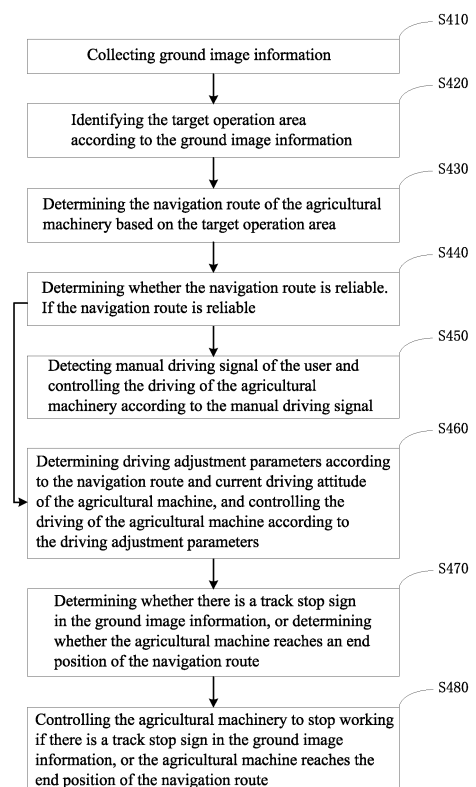 S410
Collecting ground image information
S420
Identifying the target operation area
according to the ground image information
S430
Determining the navigation route of the agricultural
machinery based on the target operation area
S440
Determining whether the navigation route is reliable.
If the navigation route is reliable
S450
Detecting manual driving signal of the user and
controlling the driving of the agricultural
machinery according to the manual driving signal
S460
Determining driving adjustment parameters according
to the navigation route and current driving attitude
of the agricultural machine, and controlling the
driving of the agricultural machine according to
the driving adjustment parameters
S470
Determining whether there is a track stop sign
in the ground image information, or determining
whether the agricultural machine reaches an end
position of the navigation route
S480
Controlling the agricultural machinery to stop working
if there is a track stop sign in the ground image
information, or the agricultural machine reaches the
end position of the navigation route